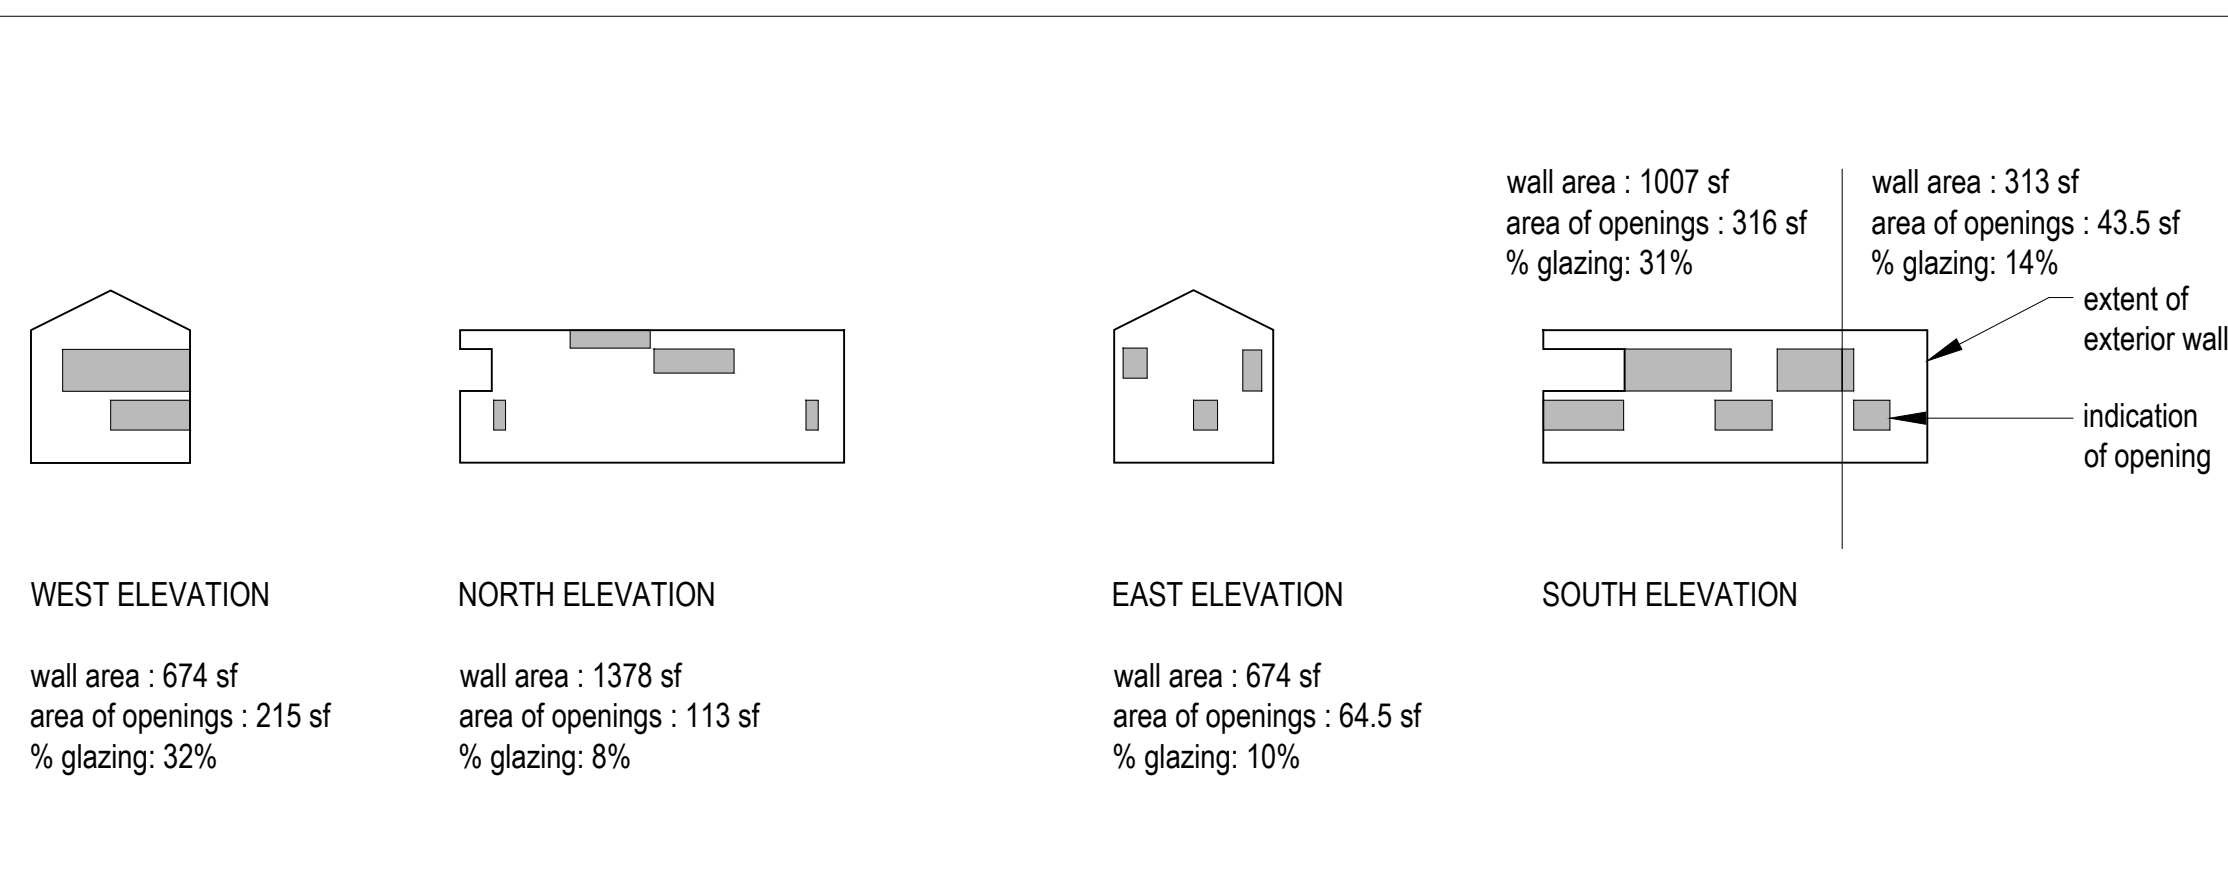 wall area : 1007 sf
area of openings : 316 sf
% glazing: 31%
wall area : 313 sf
area of openings : 43.5 sf
% glazing: 14%
extent of
exterior wall
indication
of opening
WEST ELEVATION
wall area : 674 sf
area of openings : 215 sf
% glazing: 32%
NORTH ELEVATION
wall area : 1378 sf
area of openings : 113 sf
% glazing: 8%
EAST ELEVATION
wall area : 674 sf
area of openings : 64.5 sf
% glazing: 10%
SOUTH ELEVATION